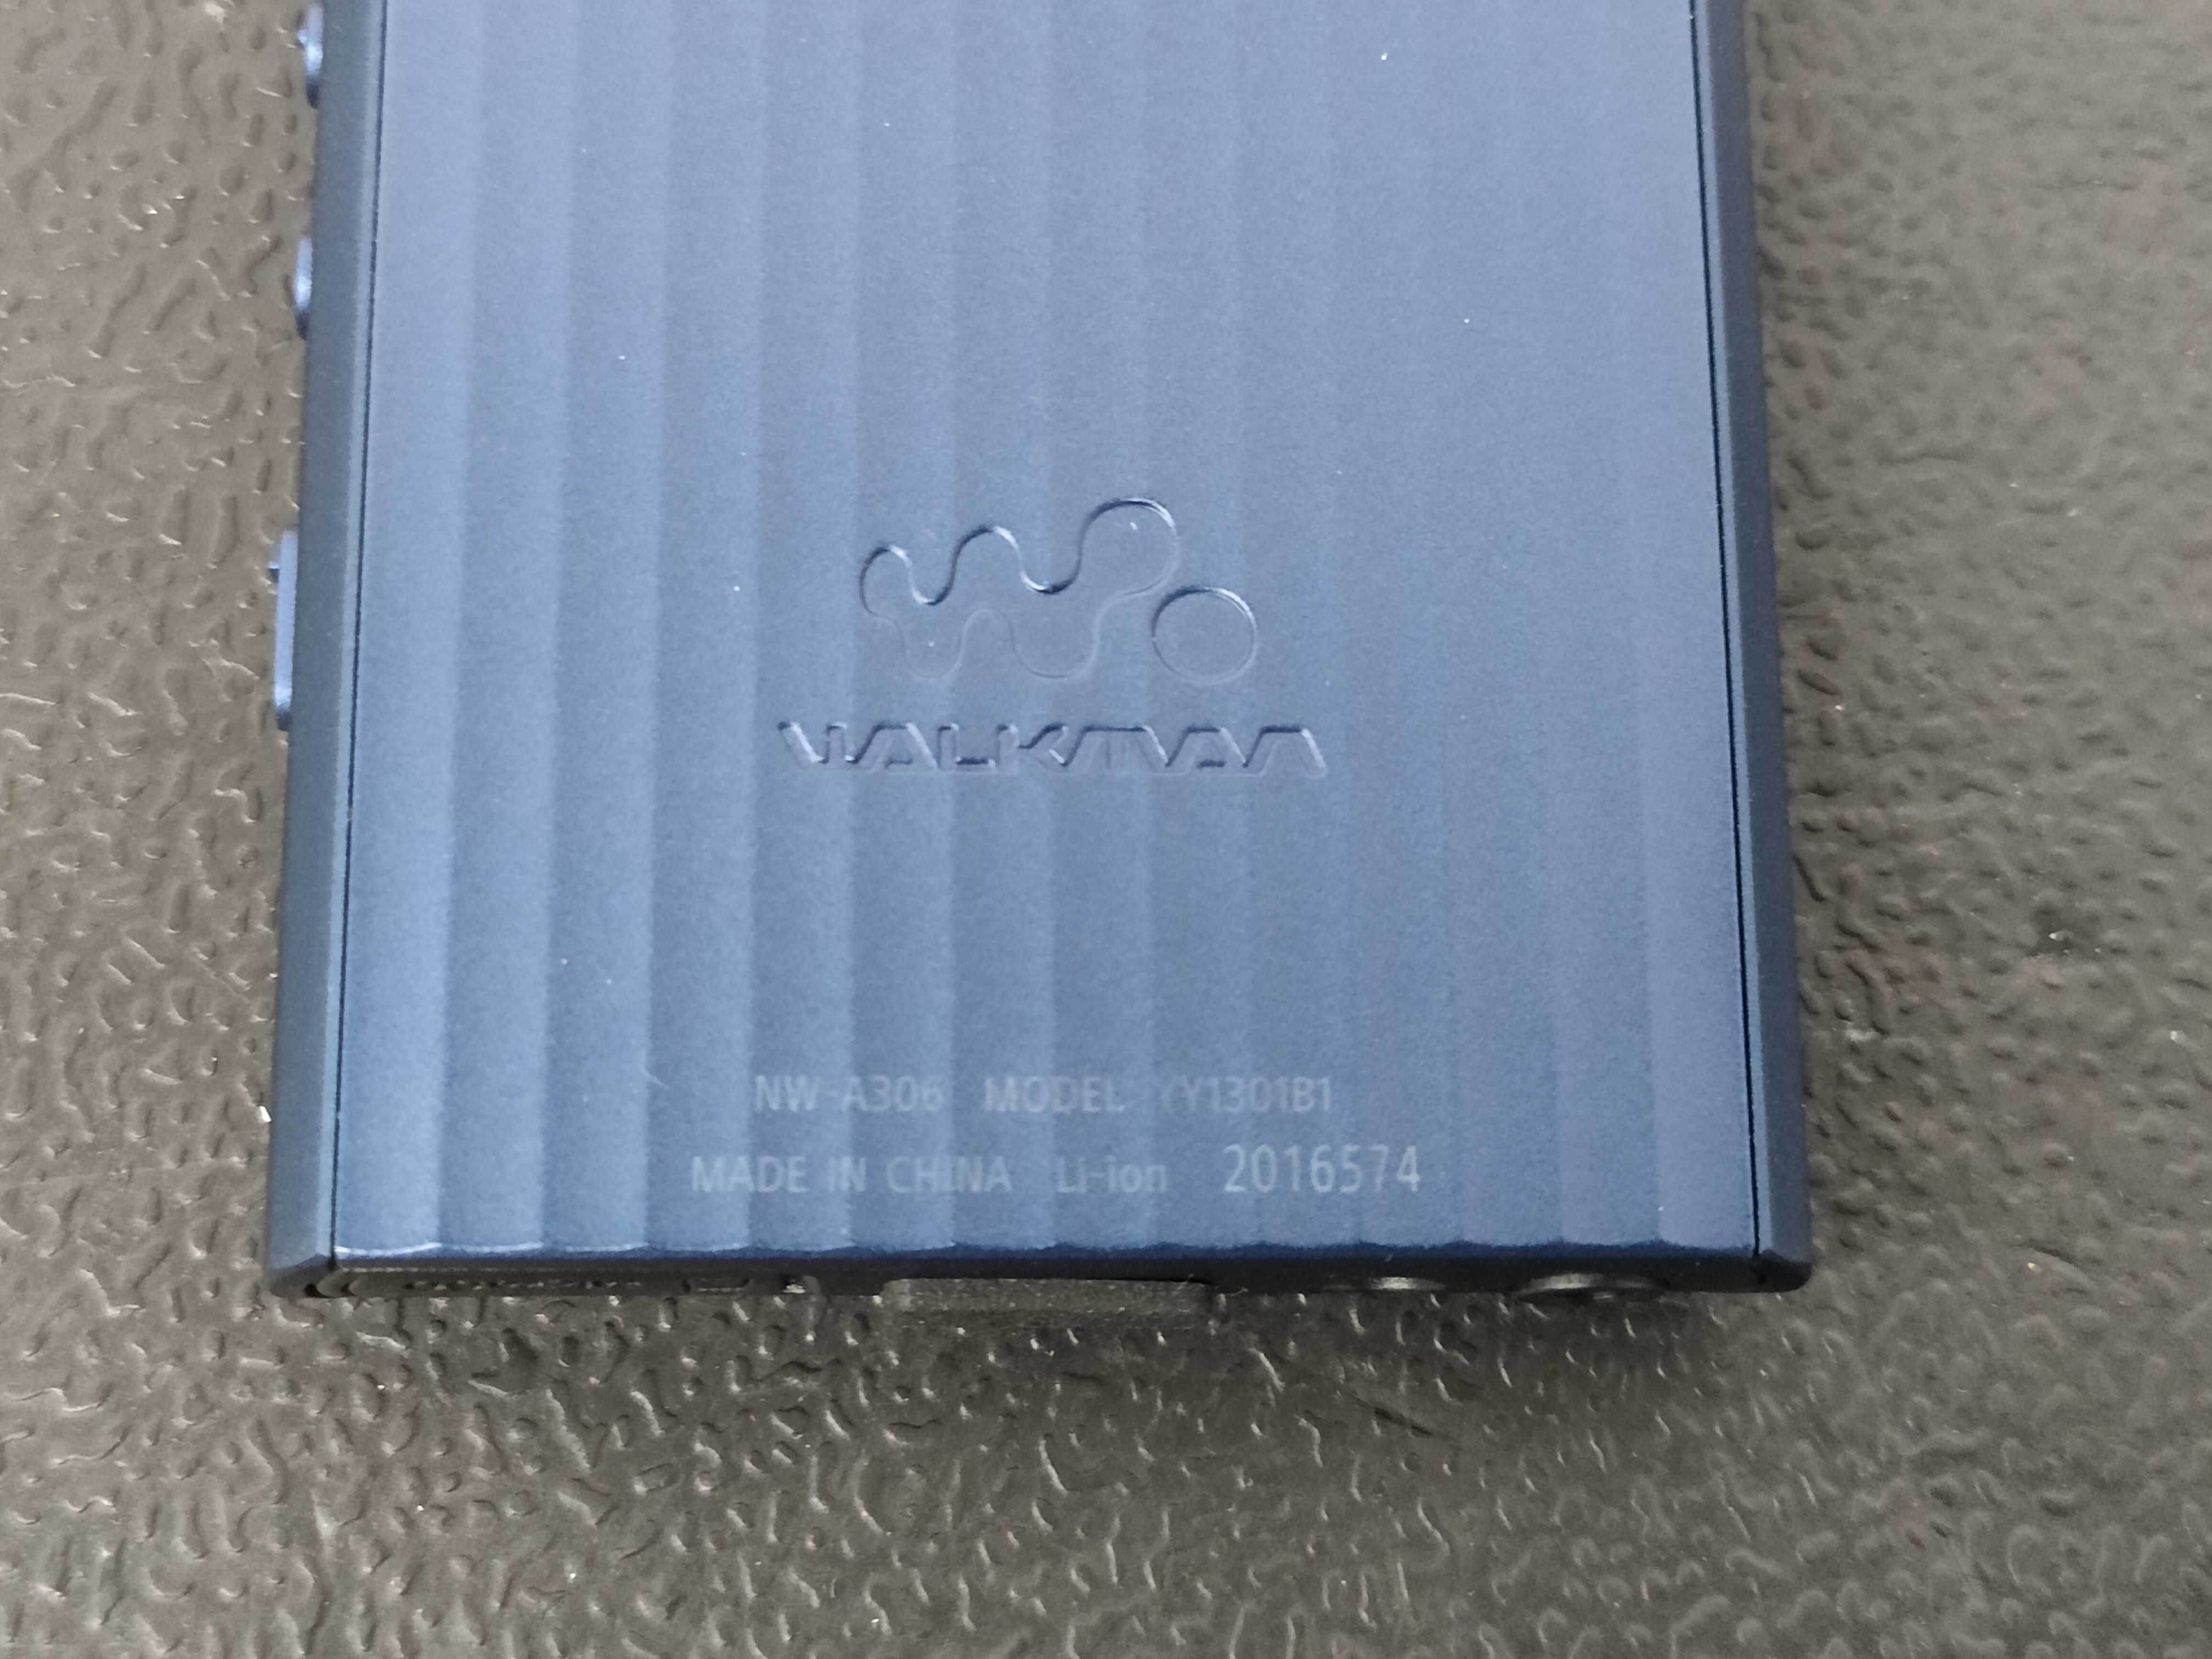 WALKMAN
NW-A306 MODEL YY1301B1
MADE IN CHINA Li-ion 2016574